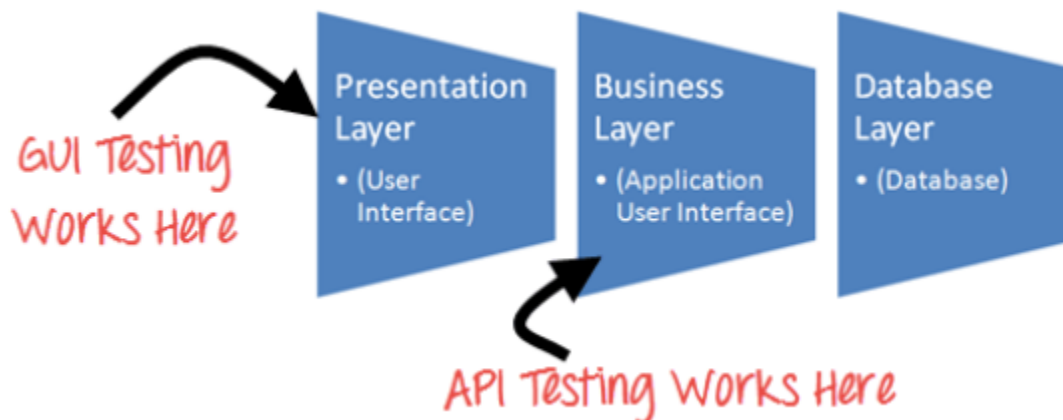 GUI Testing
Works Here
Presentation
Layer
• (User
Interface)
Business
Layer
• (Application
User Interface)
Database
Layer
• (Database)
API Testing Works Here